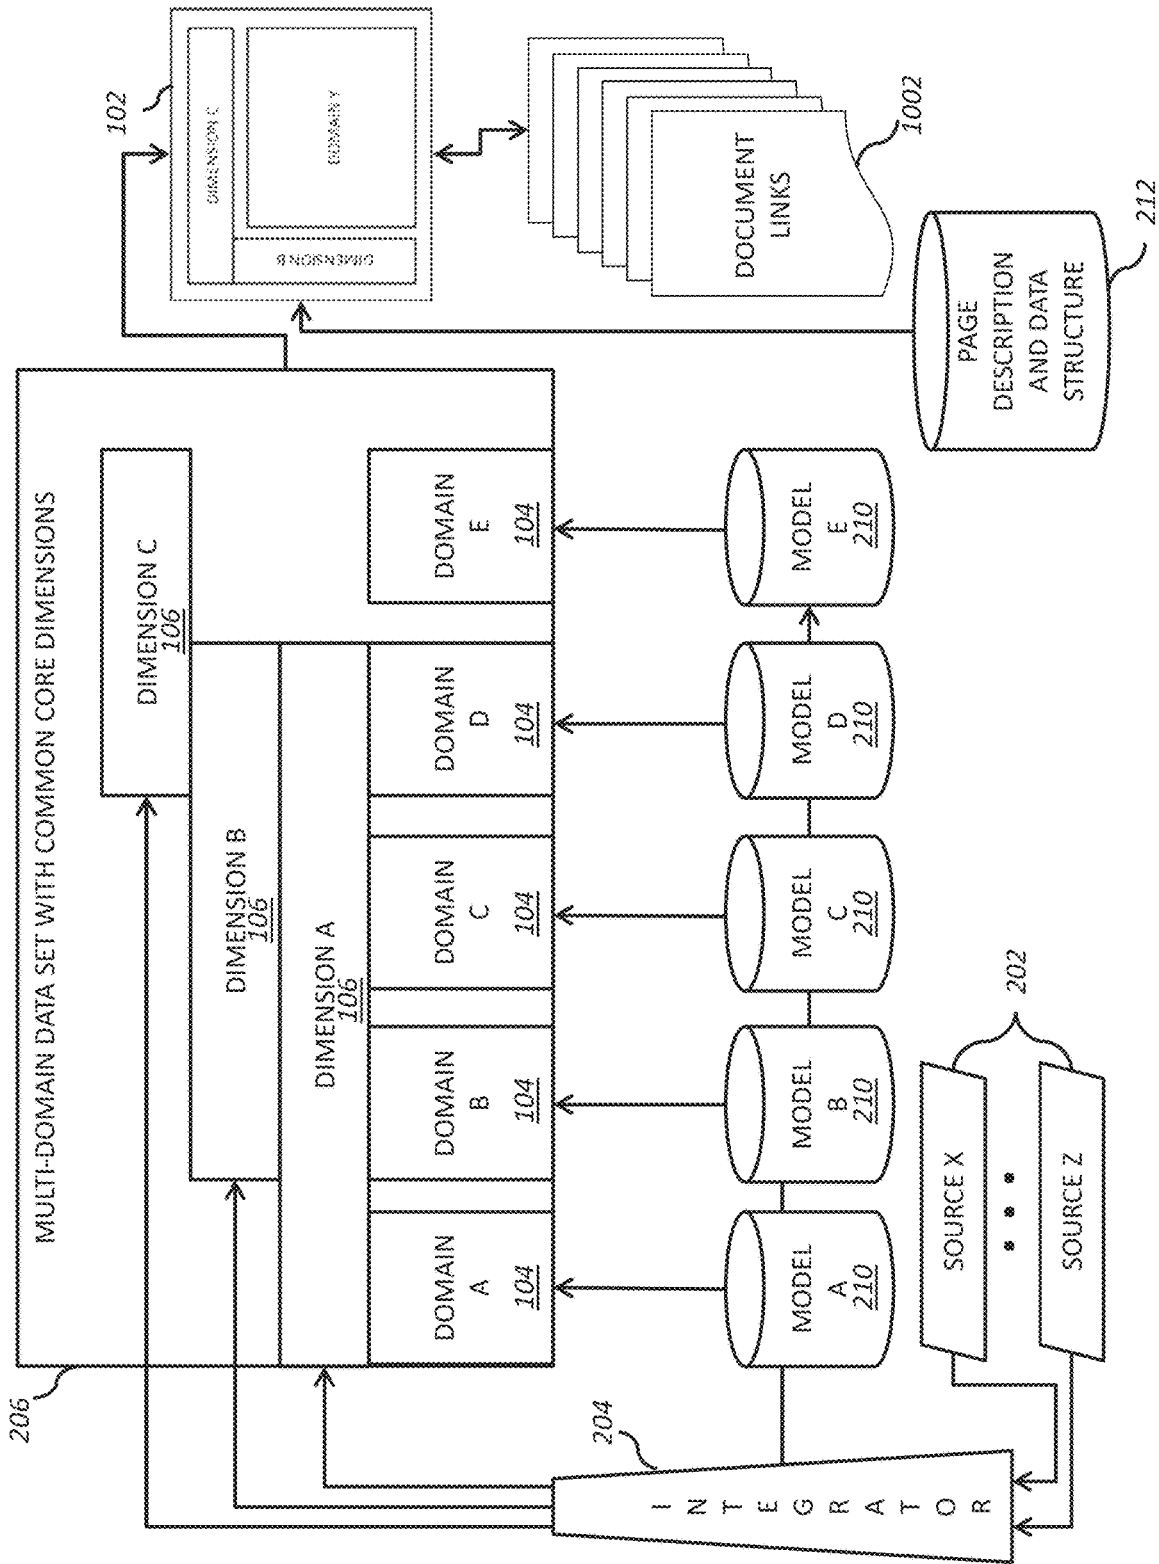 206
MULTI-DOMAIN DATA SET WITH COMMON CORE DIMENSIONS
DIMENSION C
106
DIMENSION B
106
DIMENSION A
106
DOMAIN
A
104
DOMAIN
B
104
DOMAIN
C
104
DOMAIN
D
104
DOMAIN
E
104
102
DIMENSION C
DIMENSION B
DOMAIN Y
DOCUMENT
LINKS
1002
204
INTEGRATOR
MODEL
A
210
MODEL
B
210
MODEL
C
210
MODEL
D
210
MODEL
E
210
PAGE
DESCRIPTION
AND DATA
STRUCTURE
212
SOURCE X
SOURCE Z
202